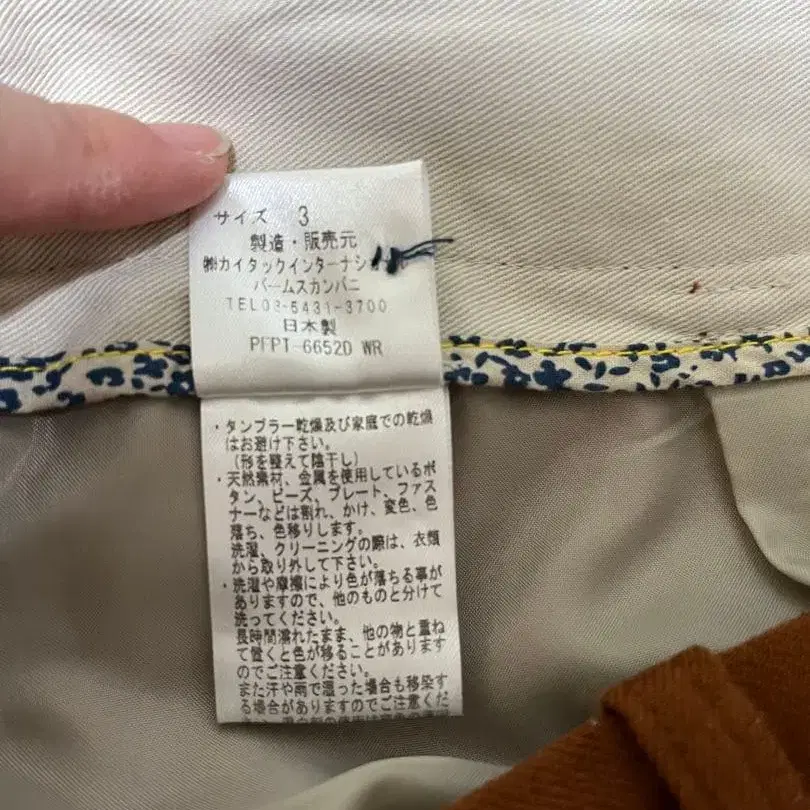 サイズ 3
製造・販売元
㈱カイタックインターナショ
パームスカンパニ
TEL03-5431-3700
日本製
PFPT-6652D WR
・タンブラー乾燥及び家庭での乾燥
はお避け下さい。
(形を整えて陰干し)
・天然素材、金属を使用しているボ
タン、ビーズ、プレート、ファス
ナーなどは割れ、かけ、変色、色
落ち、色移りします。
洗濯、クリーニングの際は、衣類
から取り外して下さい。
・洗濯や摩擦により色が落ちる事が
ありますので、他のものと分けて
洗ってください。
長時間濡れたまま、他の物と重ね
て置くと色が移ることがあります
のでご注意ください。
また汗や雨で湿った場合も移染す
る場合がありますのでご注意くだ